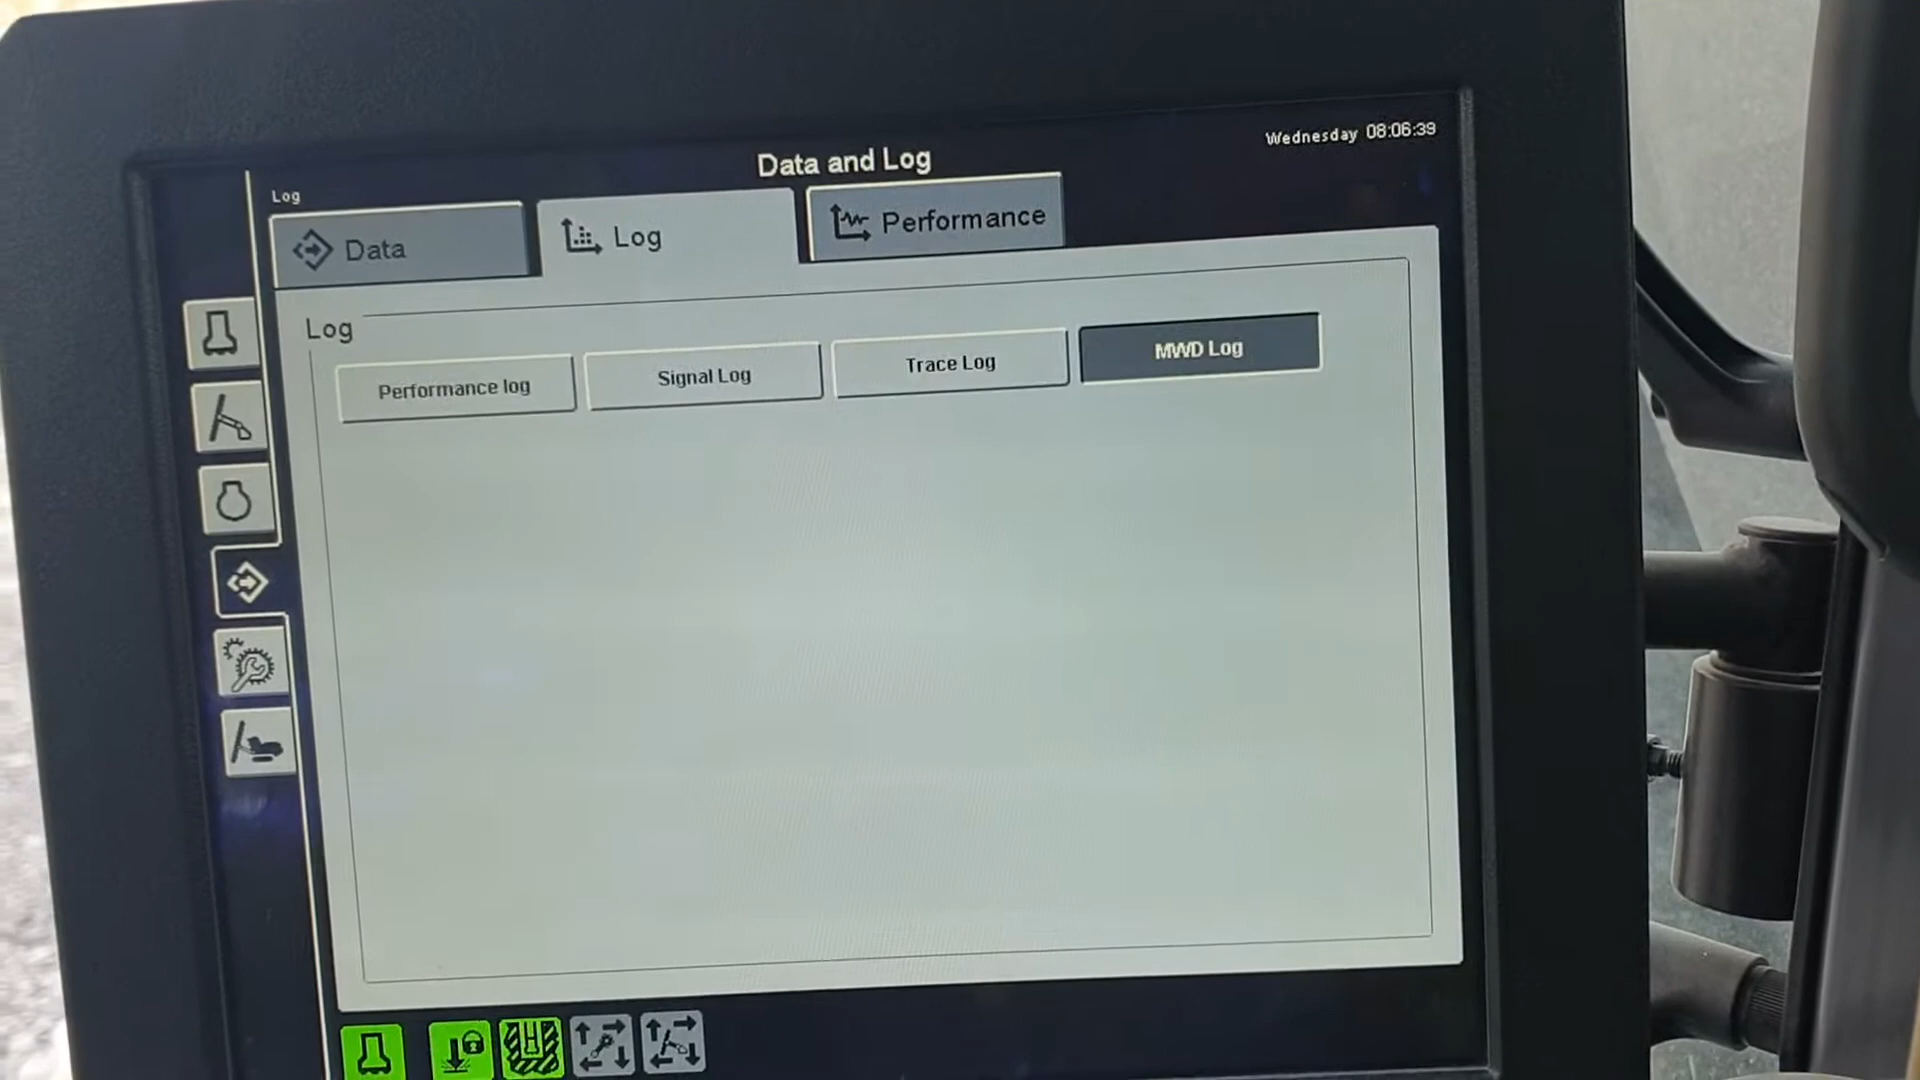 Wednesday 08:06:39
Data and Log
Log
Data
Log
Performance
Log
Performance log
Signal Log
Trace Log
MWD Log